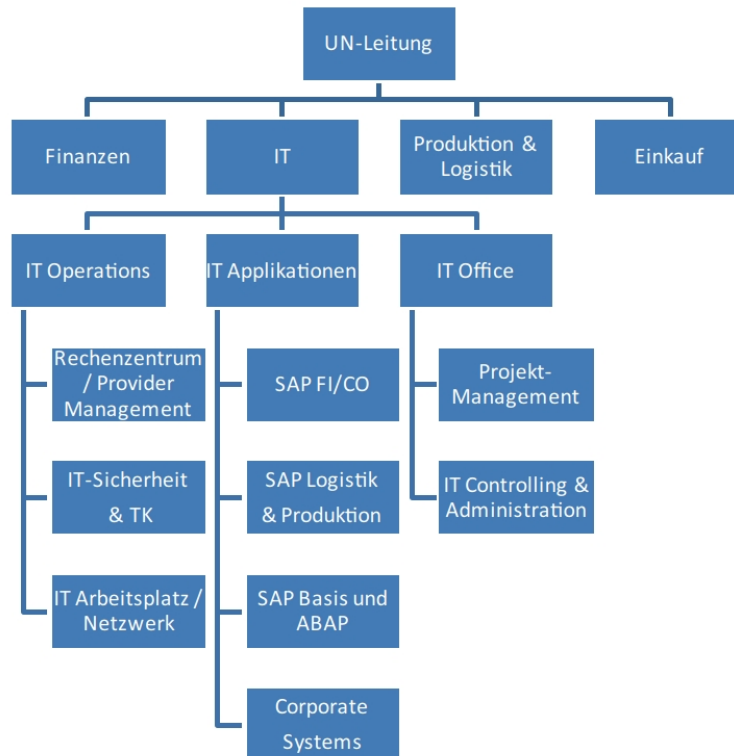 UN-Leitung
Finanzen
IT
Produktion &
Logistik
Einkauf
IT Operations
IT Applikationen
IT Office
Rechenzentrum
/ Provider
Management
SAP FI/CO
Projekt-
Management
IT-Sicherheit
& TK
SAP Logistik
& Produktion
IT Controlling &
Administration
IT Arbeitsplatz /
Netzwerk
SAP Basis und
ABAP
Corporate
Systems